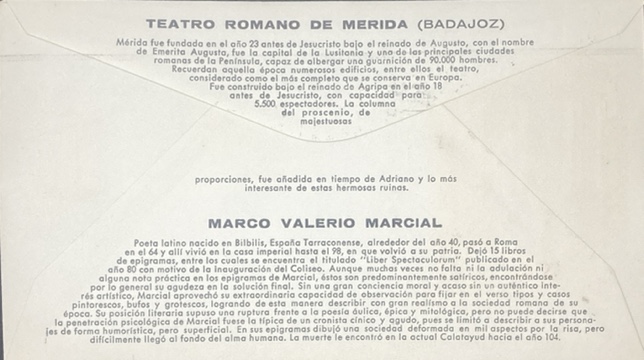 TEATRO ROMANO DE MERIDA (BADAJOZ)
Mérida fue fundada en el año 23 antes de Jesucristo bajo el reinado de Augusto, con el nombre
de Emerita Augusta, fue la capital de la Lusitania y una de las principales ciudades
romanas de la Península, capaz de albergar una guarnición de 90.000 hombres.
Recuerdan aquella época numerosos edificios, entre ellos el teatro,
considerado como el más completo que se conserva en Europa.
Fue construido bajo el reinado de Agripa en el año 18
antes de Jesucristo, con capacidad para
5.500 espectadores. La columna
del proscenio, de
majestuosas
proporciones, fue añadida en tiempo de Adriano y lo más
interesante de estas hermosas ruinas.
MARCO VALERIO MARCIAL
Poeta latino nacido en Bilbilis, España Tarraconense, alrededor del año 40, pasó a Roma
en el 64 y allí vivió en la casa imperial hasta el 98, en que volvió a su patria. Dejó 15 libros
de epigramas, entre los cuales se encuentra el titulado "Liber Spectaculorum" publicado en el
año 80 con motivo de la Inauguración del Coliseo. Aunque muchas veces no falta ni la adulación ni
alguna nota práctica en los epigramas, éstos son predominantemente satíricos, encontrándose
por lo general su agudeza en la solución final. Sin una gran conciencia moral y acaso sin un auténtico inte-
rés artístico, Marcial aprovechó su extraordinaria capacidad de observación para fijar en el verso tipos y casos
pintorescos, bufos y grotescos, logrando de esta manera describir con gran realismo a la sociedad romana de su
época. Su posición literaria supuso una ruptura frente a la poesía áulica, épica y mitológica, pero no puede decirse que
la penetración psicológica de Marcial fuese la típica de un cronista cínico y agudo, pues se limitó a describir a sus persona-
jes de forma humorística, pero superficial. En sus epigramas dibujó una sociedad deformada en mil aspectos por la risa, pero
difícilmente llegó al fondo del alma humana. La muerte le encontró en la actual Calatayud hacia el año 104.